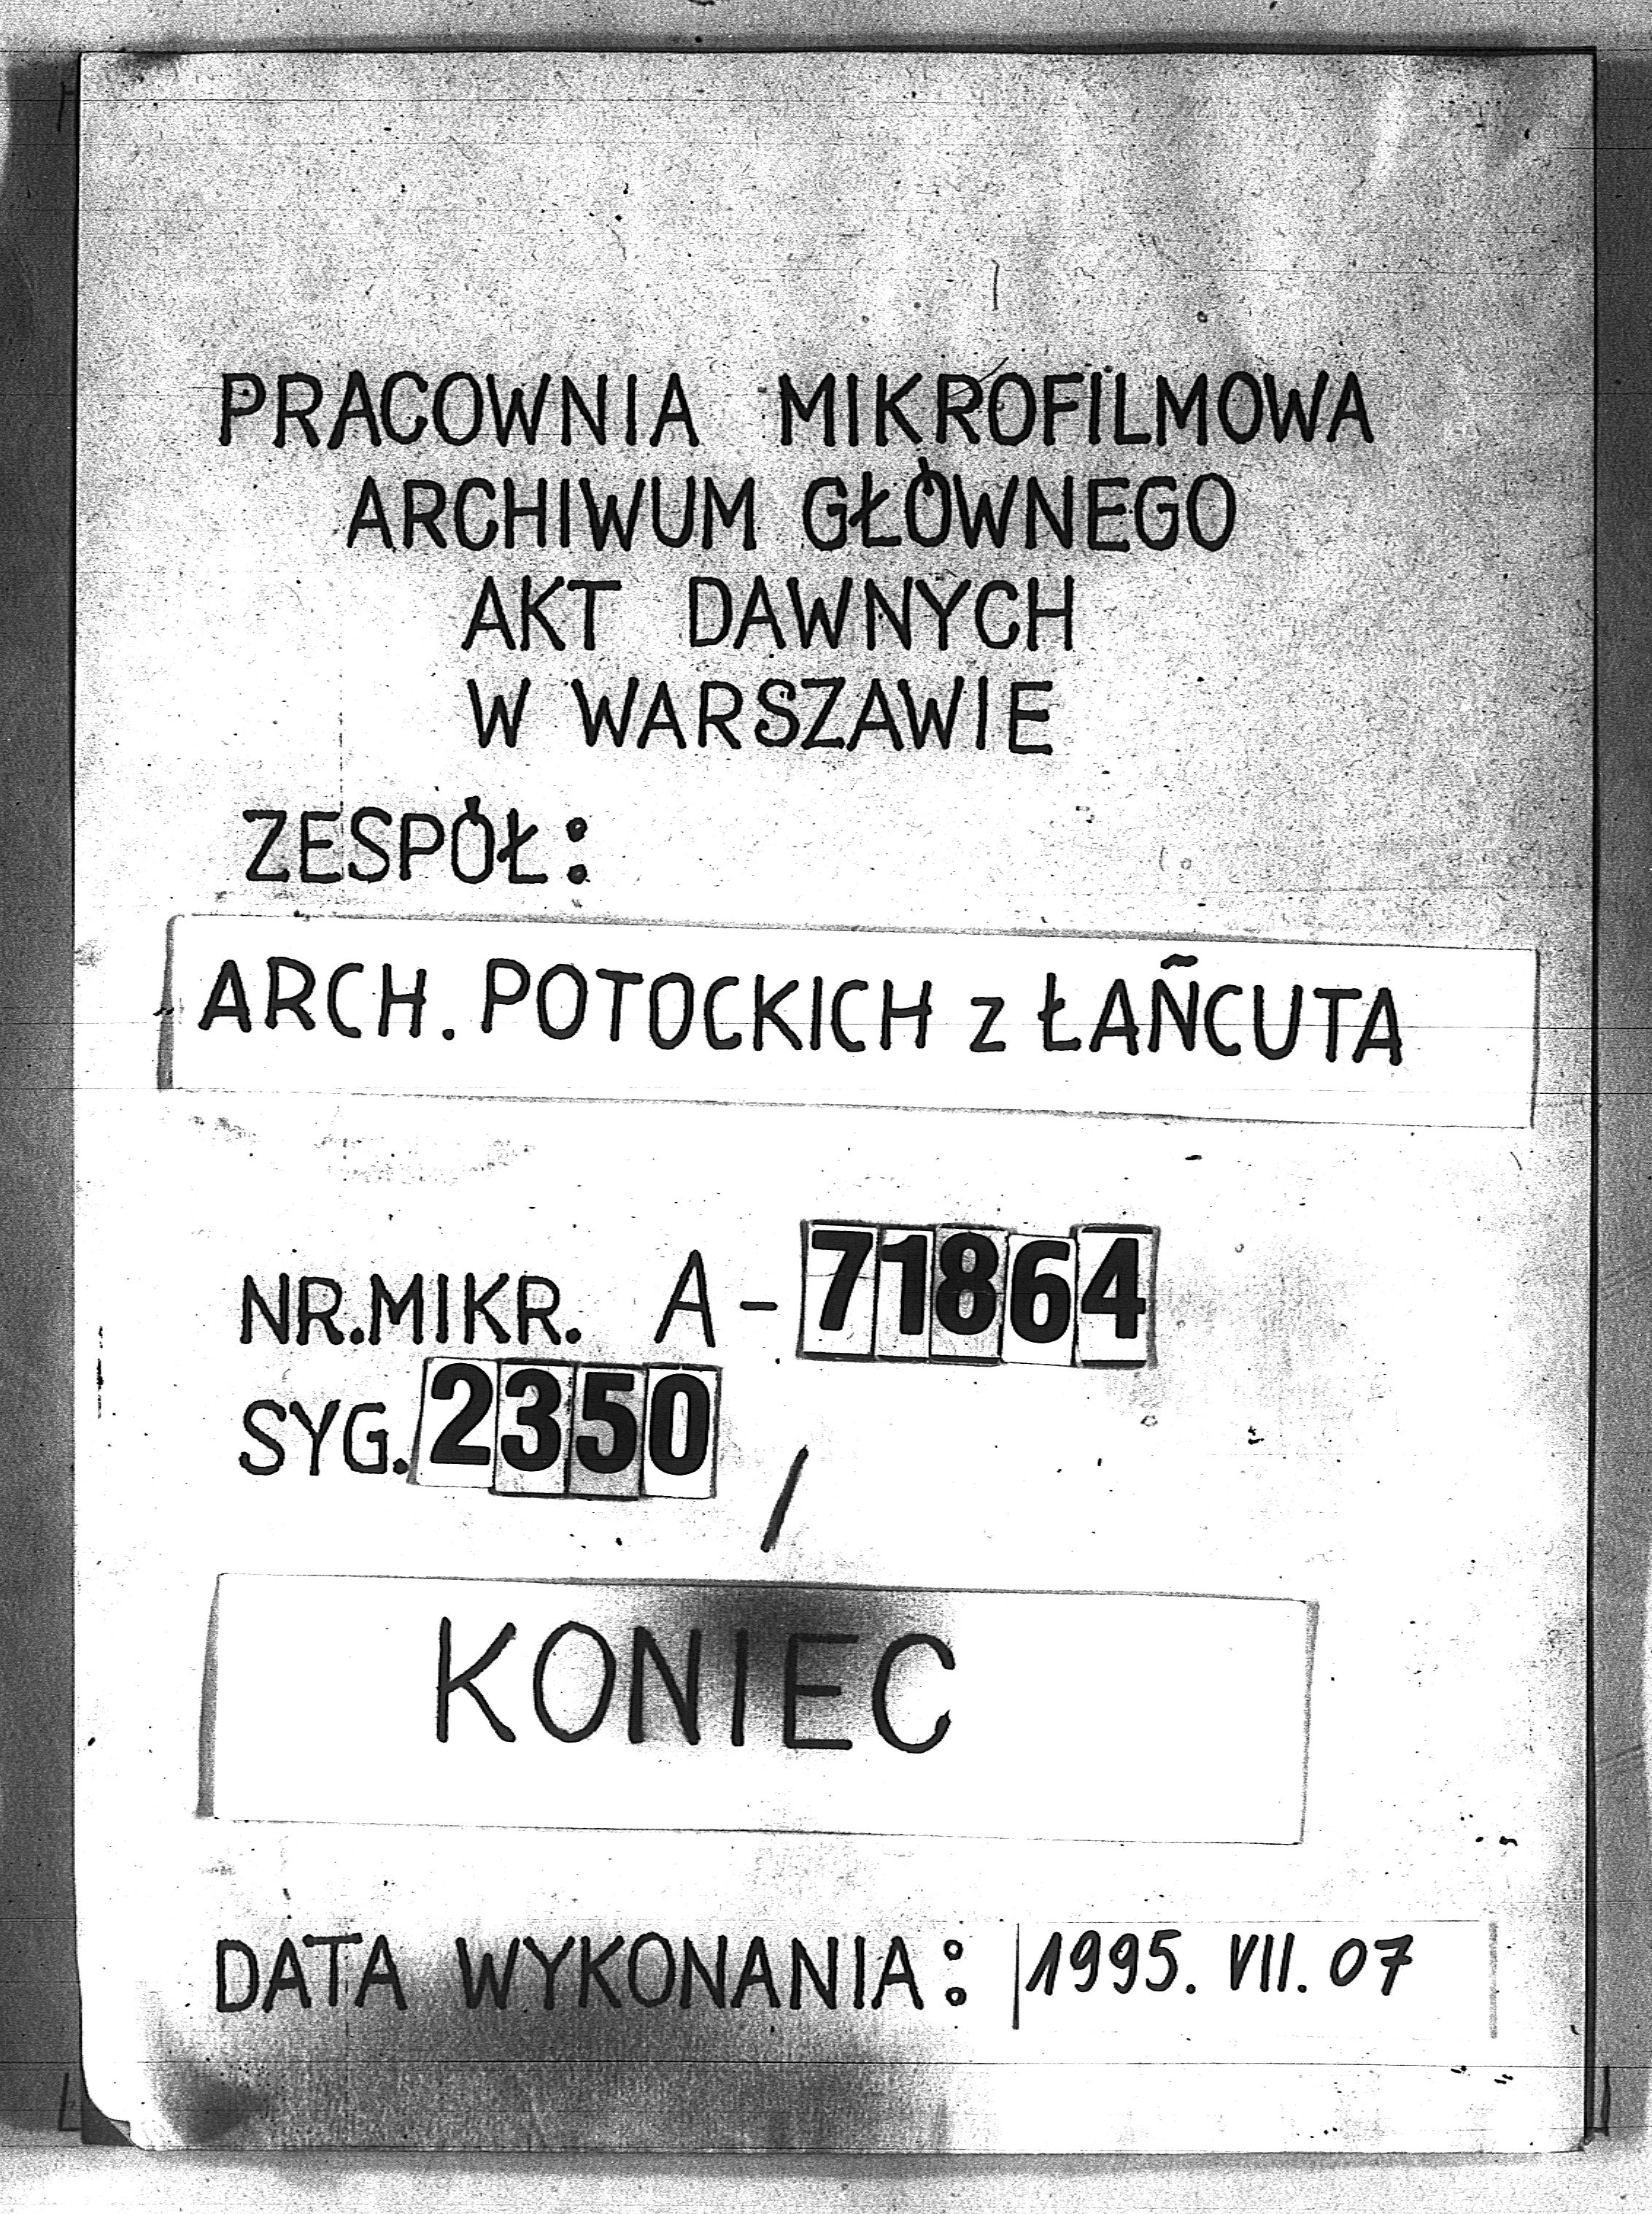 PRACOWNIA MIKROFILMOWA
ARCHIWUM GŁÓWNEGO
AKT DAWNYCH
W WARSZAWIE
ZESPÓŁ:
ARCH. POTOCKICH z ŁAŃCUTA
NR.MIKR. A-71864
SYG. 2350 /
KONIEC
DATA WYKONANIA: 1995. VII. 07